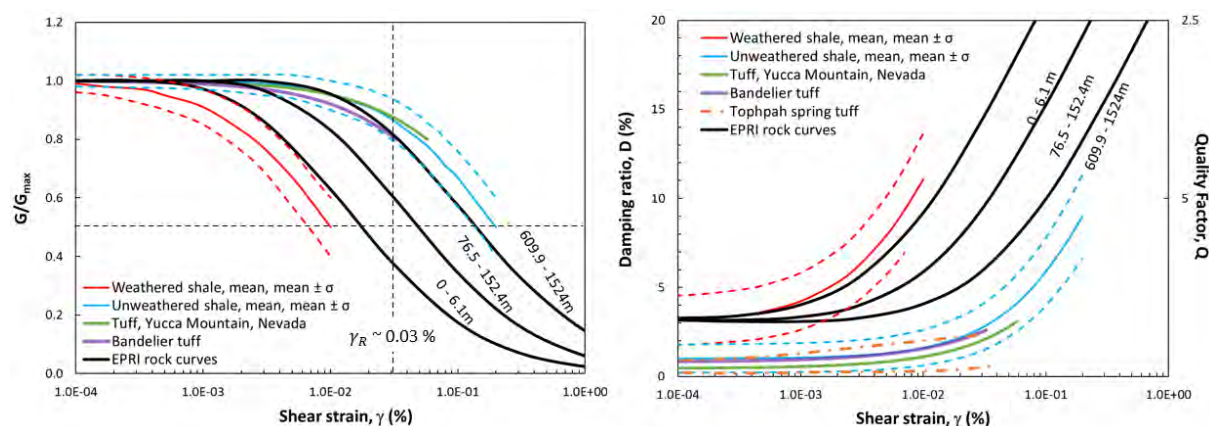 1.2
1.0
0.8
0.6
0.4
0.2
0.0
G/Gmax
Weathered shale, mean, mean ± σ
Unweathered shale, mean, mean ± σ
Tuff, Yucca Mountain, Nevada
Bandelier tuff
EPRI rock curves
γR ~ 0.03 %
0 - 6.1m
76.5 - 152.4m
609.9 - 1524m
1.0E-04 1.0E-03 1.0E-02 1.0E-01 1.0E+00
Shear strain, γ (%)
20
15
10
5
0
Damping ratio, D (%)
Weathered shale, mean, mean ± σ
Unweathered shale, mean, mean ± σ
Tuff, Yucca Mountain, Nevada
Bandelier tuff
Tophpah spring tuff
EPRI rock curves
0 - 6.1 m
76.5 - 152.4m
609.9 - 1524m
2.5
5
Quality Factor, Q
1.0E-04 1.0E-03 1.0E-02 1.0E-01 1.0E+00
Shear strain, γ (%)